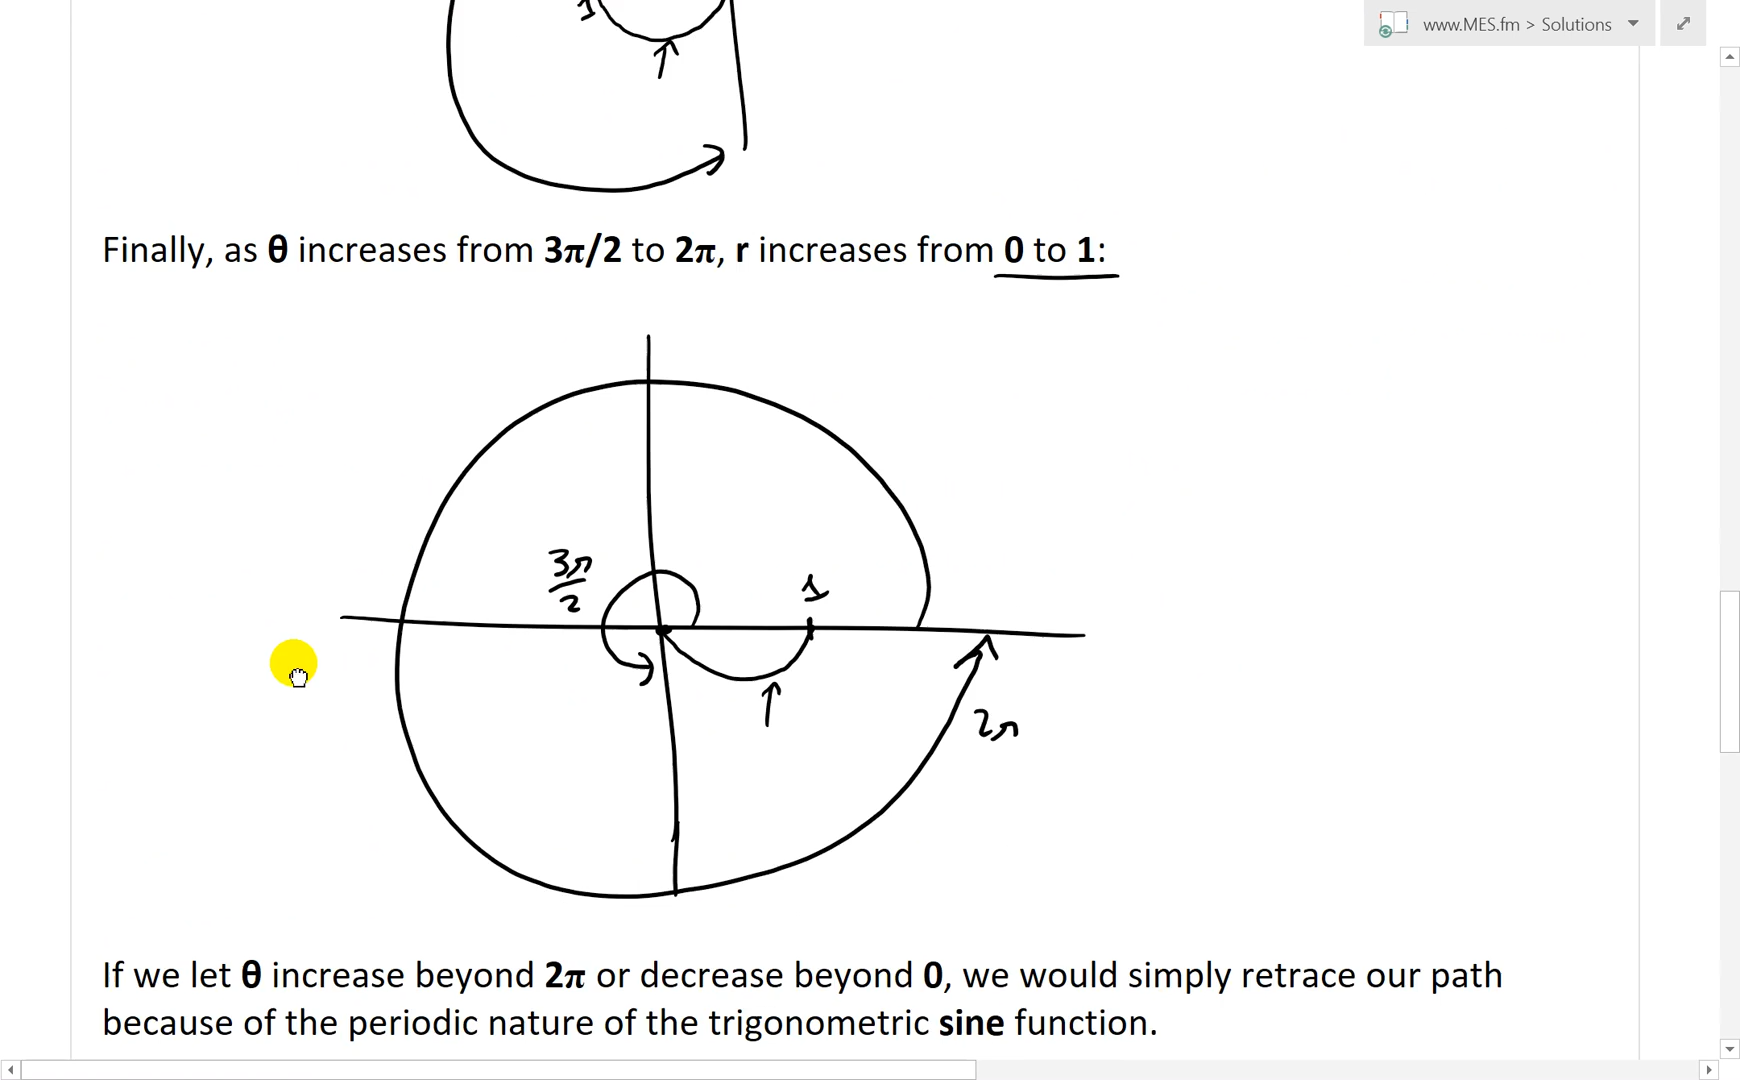 www.MES.fm > Solutions
1
Finally, as θ increases from 3π/2 to 2π, r increases from 0 to 1:
3π/2
1
2π
If we let θ increase beyond 2π or decrease beyond 0, we would simply retrace our path
because of the periodic nature of the trigonometric sine function.